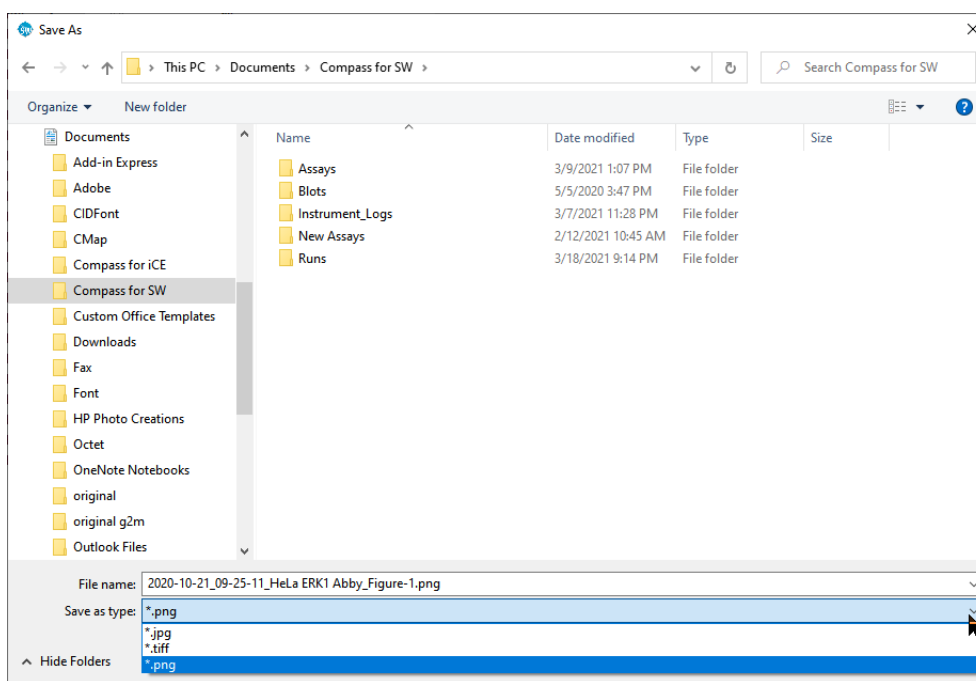 Save As
This PC > Documents > Compass for SW >
Search Compass for SW
Organize
New folder
Documents
Add-in Express
Adobe
CIDFont
CMap
Compass for iCE
Compass for SW
Custom Office Templates
Downloads
Fax
Font
HP Photo Creations
Octet
OneNote Notebooks
original
original g2m
Outlook Files
Name Date modified Type Size
Assays 3/9/2021 1:07 PM File folder
Blots 5/5/2020 3:47 PM File folder
Instrument_Logs 3/7/2021 11:28 PM File folder
New Assays 2/12/2021 10:45 AM File folder
Runs 3/18/2021 9:14 PM File folder
File name: 2020-10-21_09-25-11_HeLa ERK1 Abby_Figure-1.png
Save as type: *.png
*.jpg
*.tiff
*.png
Hide Folders